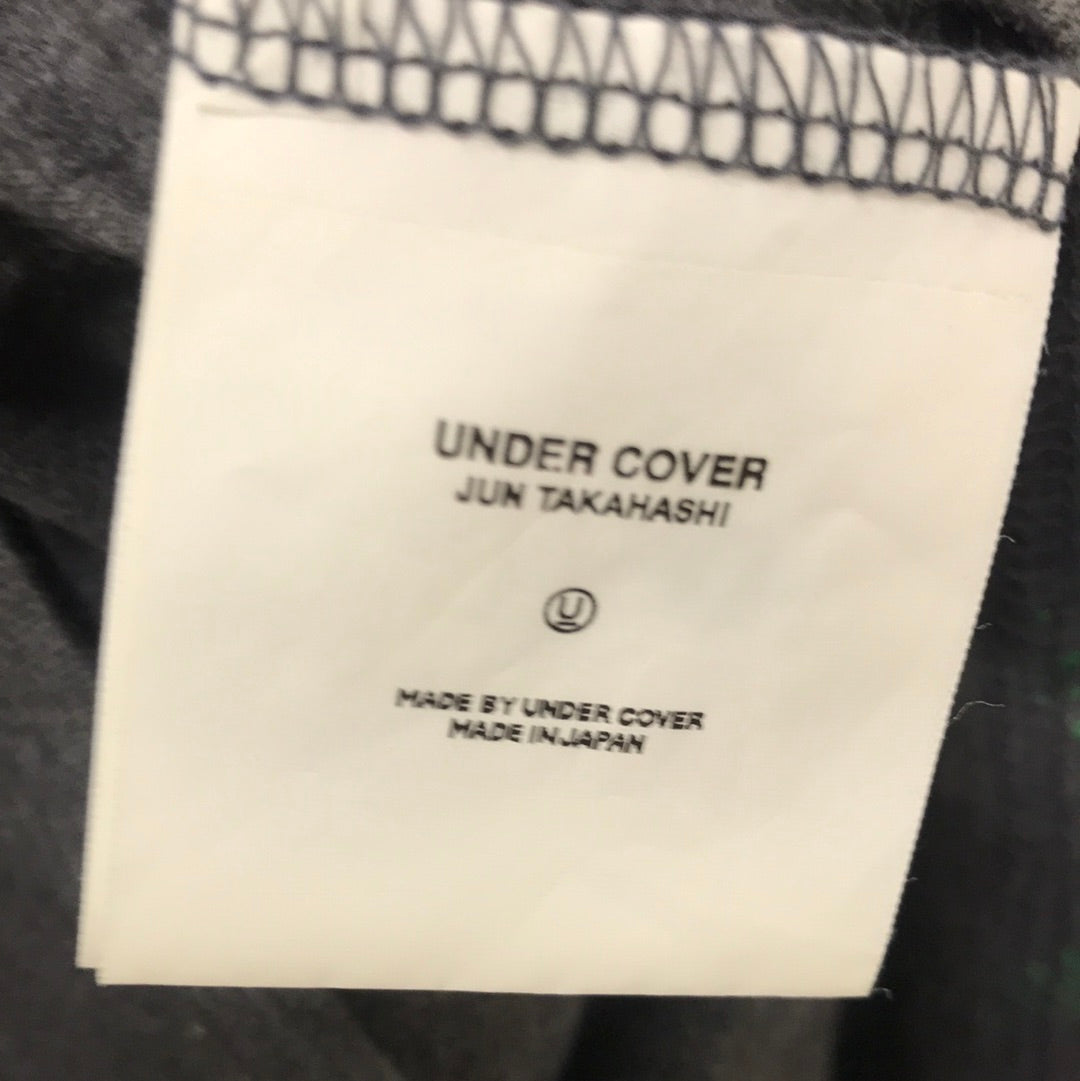 UNDER COVER
JUN TAKAHASHI
U
MADE BY UNDER COVER
MADE IN JAPAN